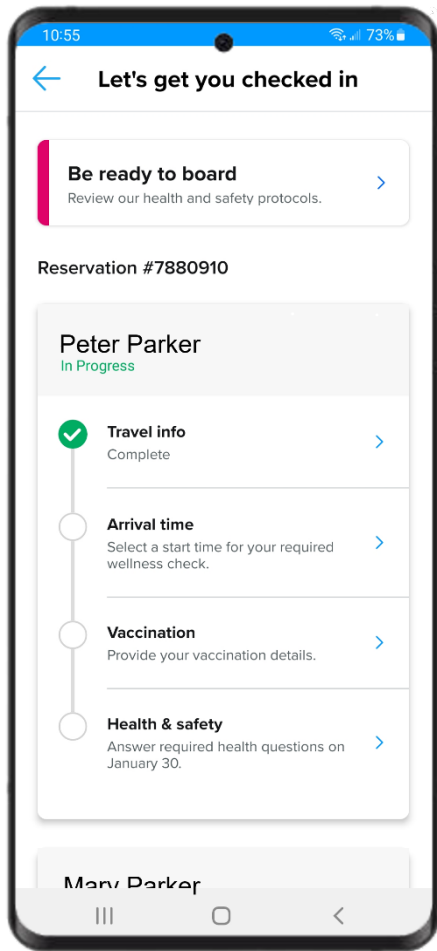 10:55
73%
Let's get you checked in
Be ready to board
Review our health and safety protocols.
Reservation #7880910
Peter Parker
In Progress
Travel info
Complete
Arrival time
Select a start time for your required
wellness check.
Vaccination
Provide your vaccination details.
Health & safety
Answer required health questions on
January 30.
Mary Parker